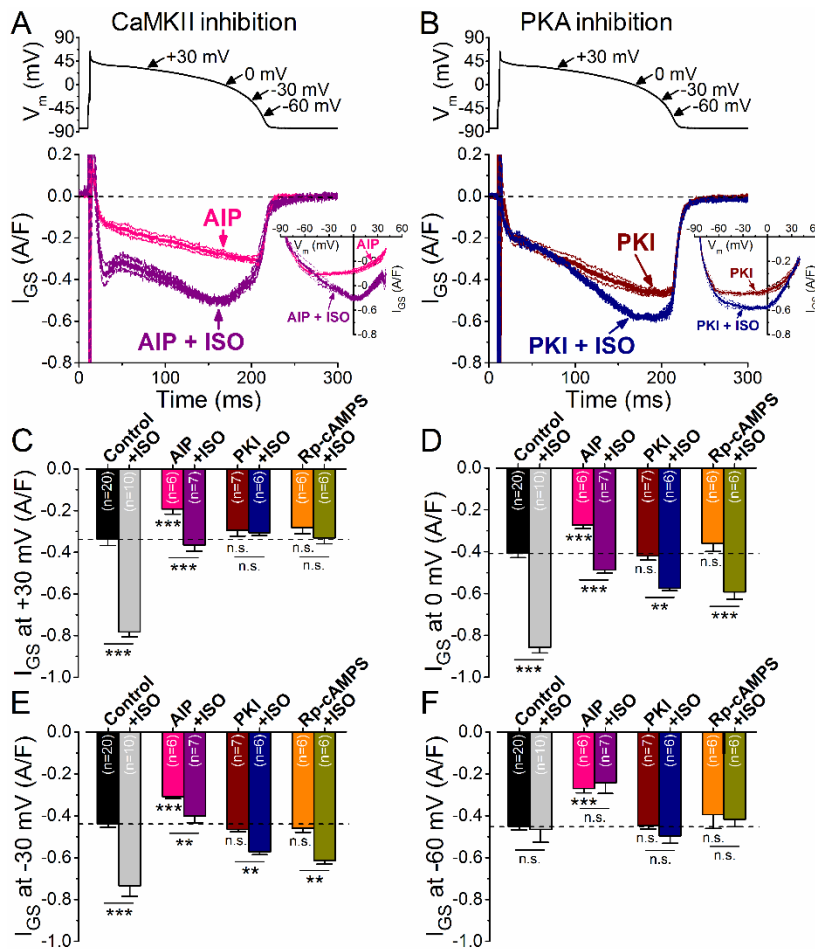 A CaMKII inhibition
B PKA inhibition
Vm (mV)
90
45
0
-45
-90
+30 mV
0 mV
-30 mV
-60 mV
Vm (mV)
90
45
0
-45
-90
+30 mV
0 mV
-30 mV
-60 mV
IGS (A/F)
0.2
0.0
-0.2
-0.4
-0.6
-0.8
AIP
AIP + ISO
-90 -60 -30 0 30 60
Vm (mV)
AIP
AIP + ISO
0.0
-0.2
-0.4
-0.6
-0.8
IGS (A/F)
0 100 200 300
Time (ms)
IGS (A/F)
0.2
0.0
-0.2
-0.4
-0.6
-0.8
PKI
PKI + ISO
-90 -60 -30 0 30 60
Vm (mV)
PKI
PKI + ISO
-0.2
-0.4
-0.6
-0.8
IGS (A/F)
0 100 200 300
Time (ms)
C
Control +ISO AIP +ISO PKI +ISO Rp-cAMPS +ISO
IGS at +30 mV (A/F)
0.0
-0.2
-0.4
-0.6
-0.8
-1.0
(n=20) (n=10) (n=6) (n=7) (n=7) (n=6) (n=6) (n=6)
*** n.s. n.s.
*** n.s. n.s.
***
D
Control +ISO AIP +ISO PKI +ISO Rp-cAMPS +ISO
IGS at 0 mV (A/F)
0.0
-0.2
-0.4
-0.6
-0.8
-1.0
(n=20) (n=10) (n=6) (n=7) (n=7) (n=6) (n=6) (n=6)
*** n.s. n.s.
*** ** ***
***
E
Control +ISO AIP +ISO PKI +ISO Rp-cAMPS +ISO
IGS at -30 mV (A/F)
0.0
-0.2
-0.4
-0.6
-0.8
-1.0
(n=20) (n=10) (n=6) (n=7) (n=7) (n=6) (n=6) (n=6)
*** n.s. n.s.
** ** **
***
F
Control +ISO AIP +ISO PKI +ISO Rp-cAMPS +ISO
IGS at -60 mV (A/F)
0.0
-0.2
-0.4
-0.6
-0.8
-1.0
(n=20) (n=10) (n=6) (n=7) (n=7) (n=6) (n=6) (n=6)
*** n.s. n.s. n.s.
n.s. n.s. n.s.